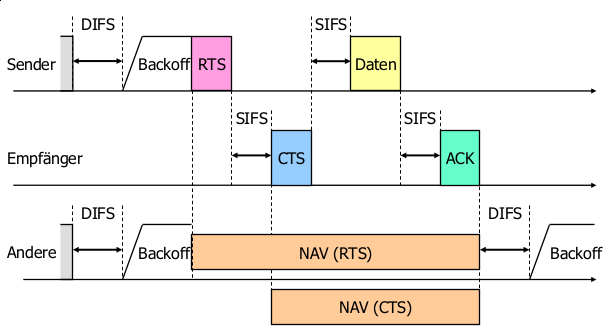 DIFS
SIFS
Sender
Backoff
RTS
Daten
SIFS
SIFS
Empfänger
CTS
ACK
DIFS
DIFS
Andere
Backoff
NAV (RTS)
Backoff
NAV (CTS)